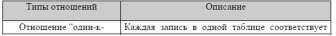 Типы отношений Описание
Отношение "один-к- Каждая запись в одной таблице соответствует